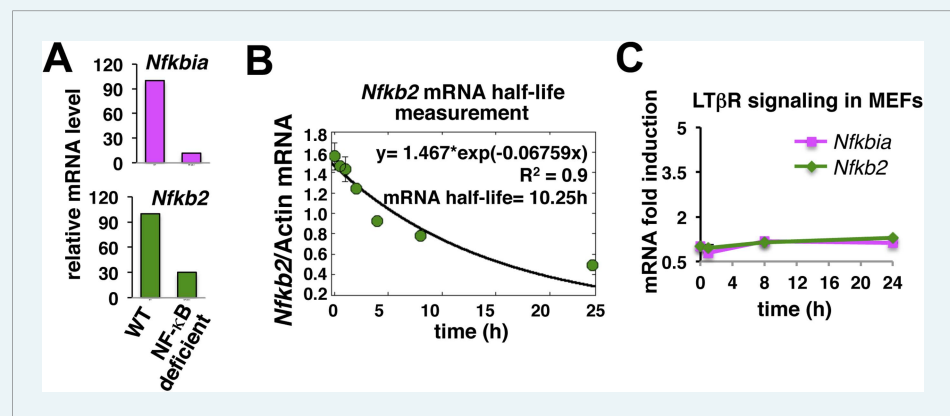 A
Nfkbia
relative mRNA level
120
90
60
30
0
Nfkb2
120
90
60
30
0
WT
NF-κB
deficient
B
Nfkb2 mRNA half-life
measurement
Nfkb2/Actin mRNA
1.8
1.6
1.4
1.2
1.0
0.8
0.6
0.4
0.2
y= 1.467*exp(-0.06759x)
R² = 0.9
mRNA half-life= 10.25h
0 5 10 15 20 25
time (h)
C
LTβR signaling in MEFs
mRNA fold induction
5
3.5
2
0.5
Nfkbia
Nfkb2
0 4 8 12 16 20 24
time (h)